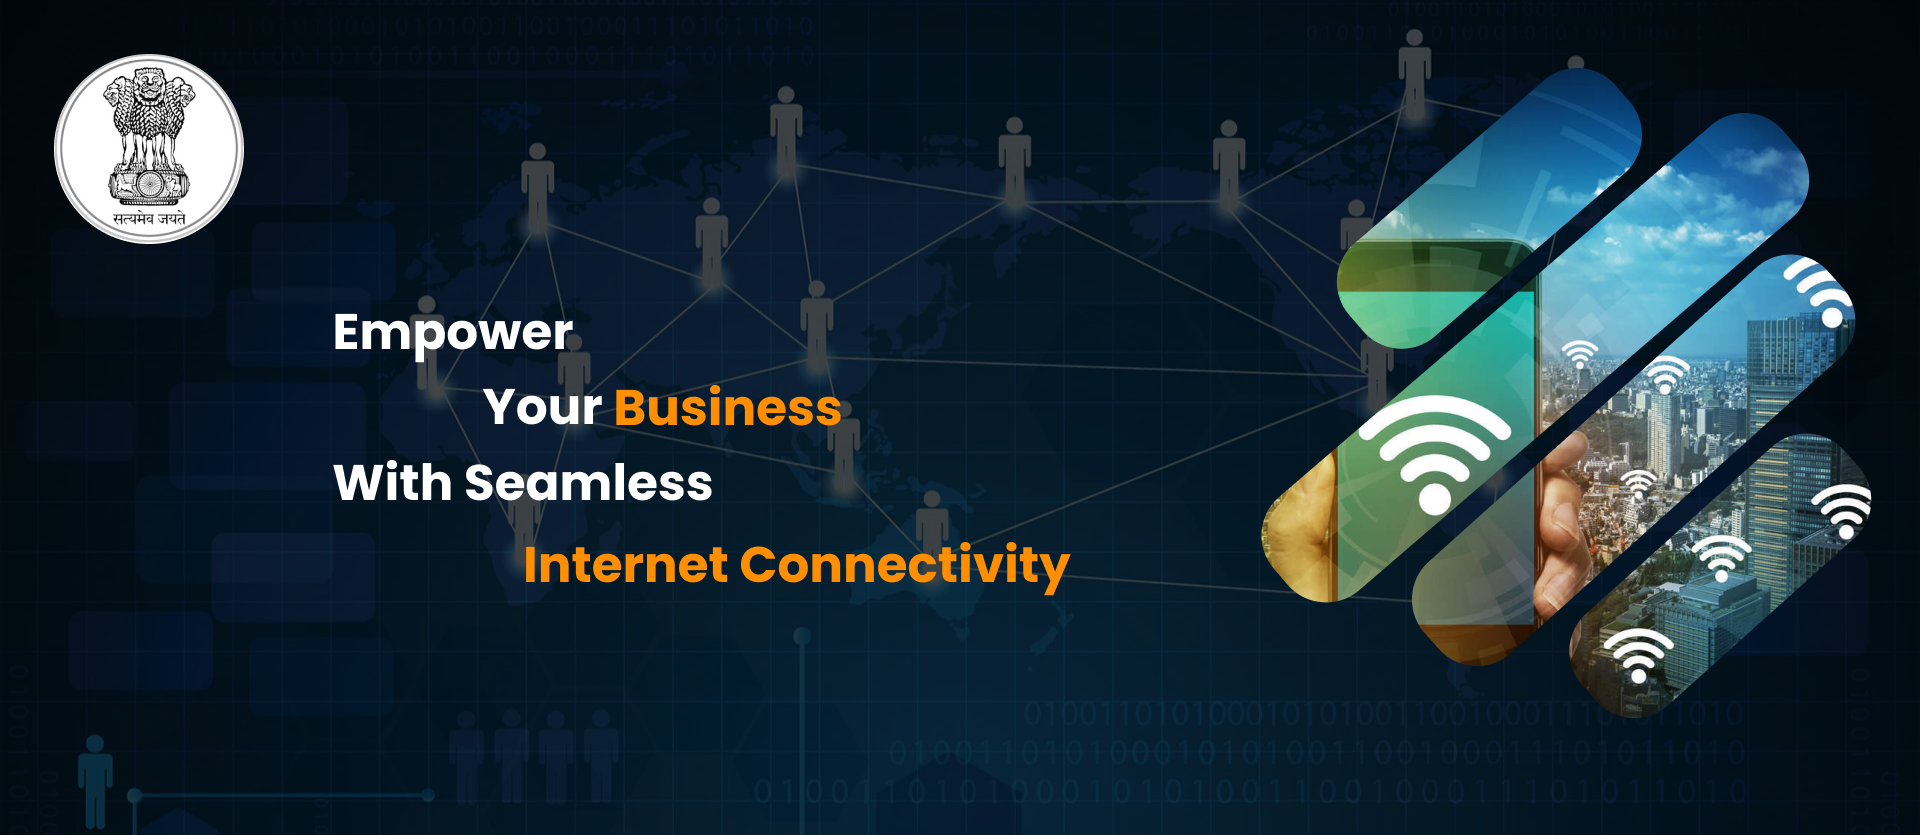 सत्यमेव जयते
Empower
Your Business
With Seamless
Internet Connectivity